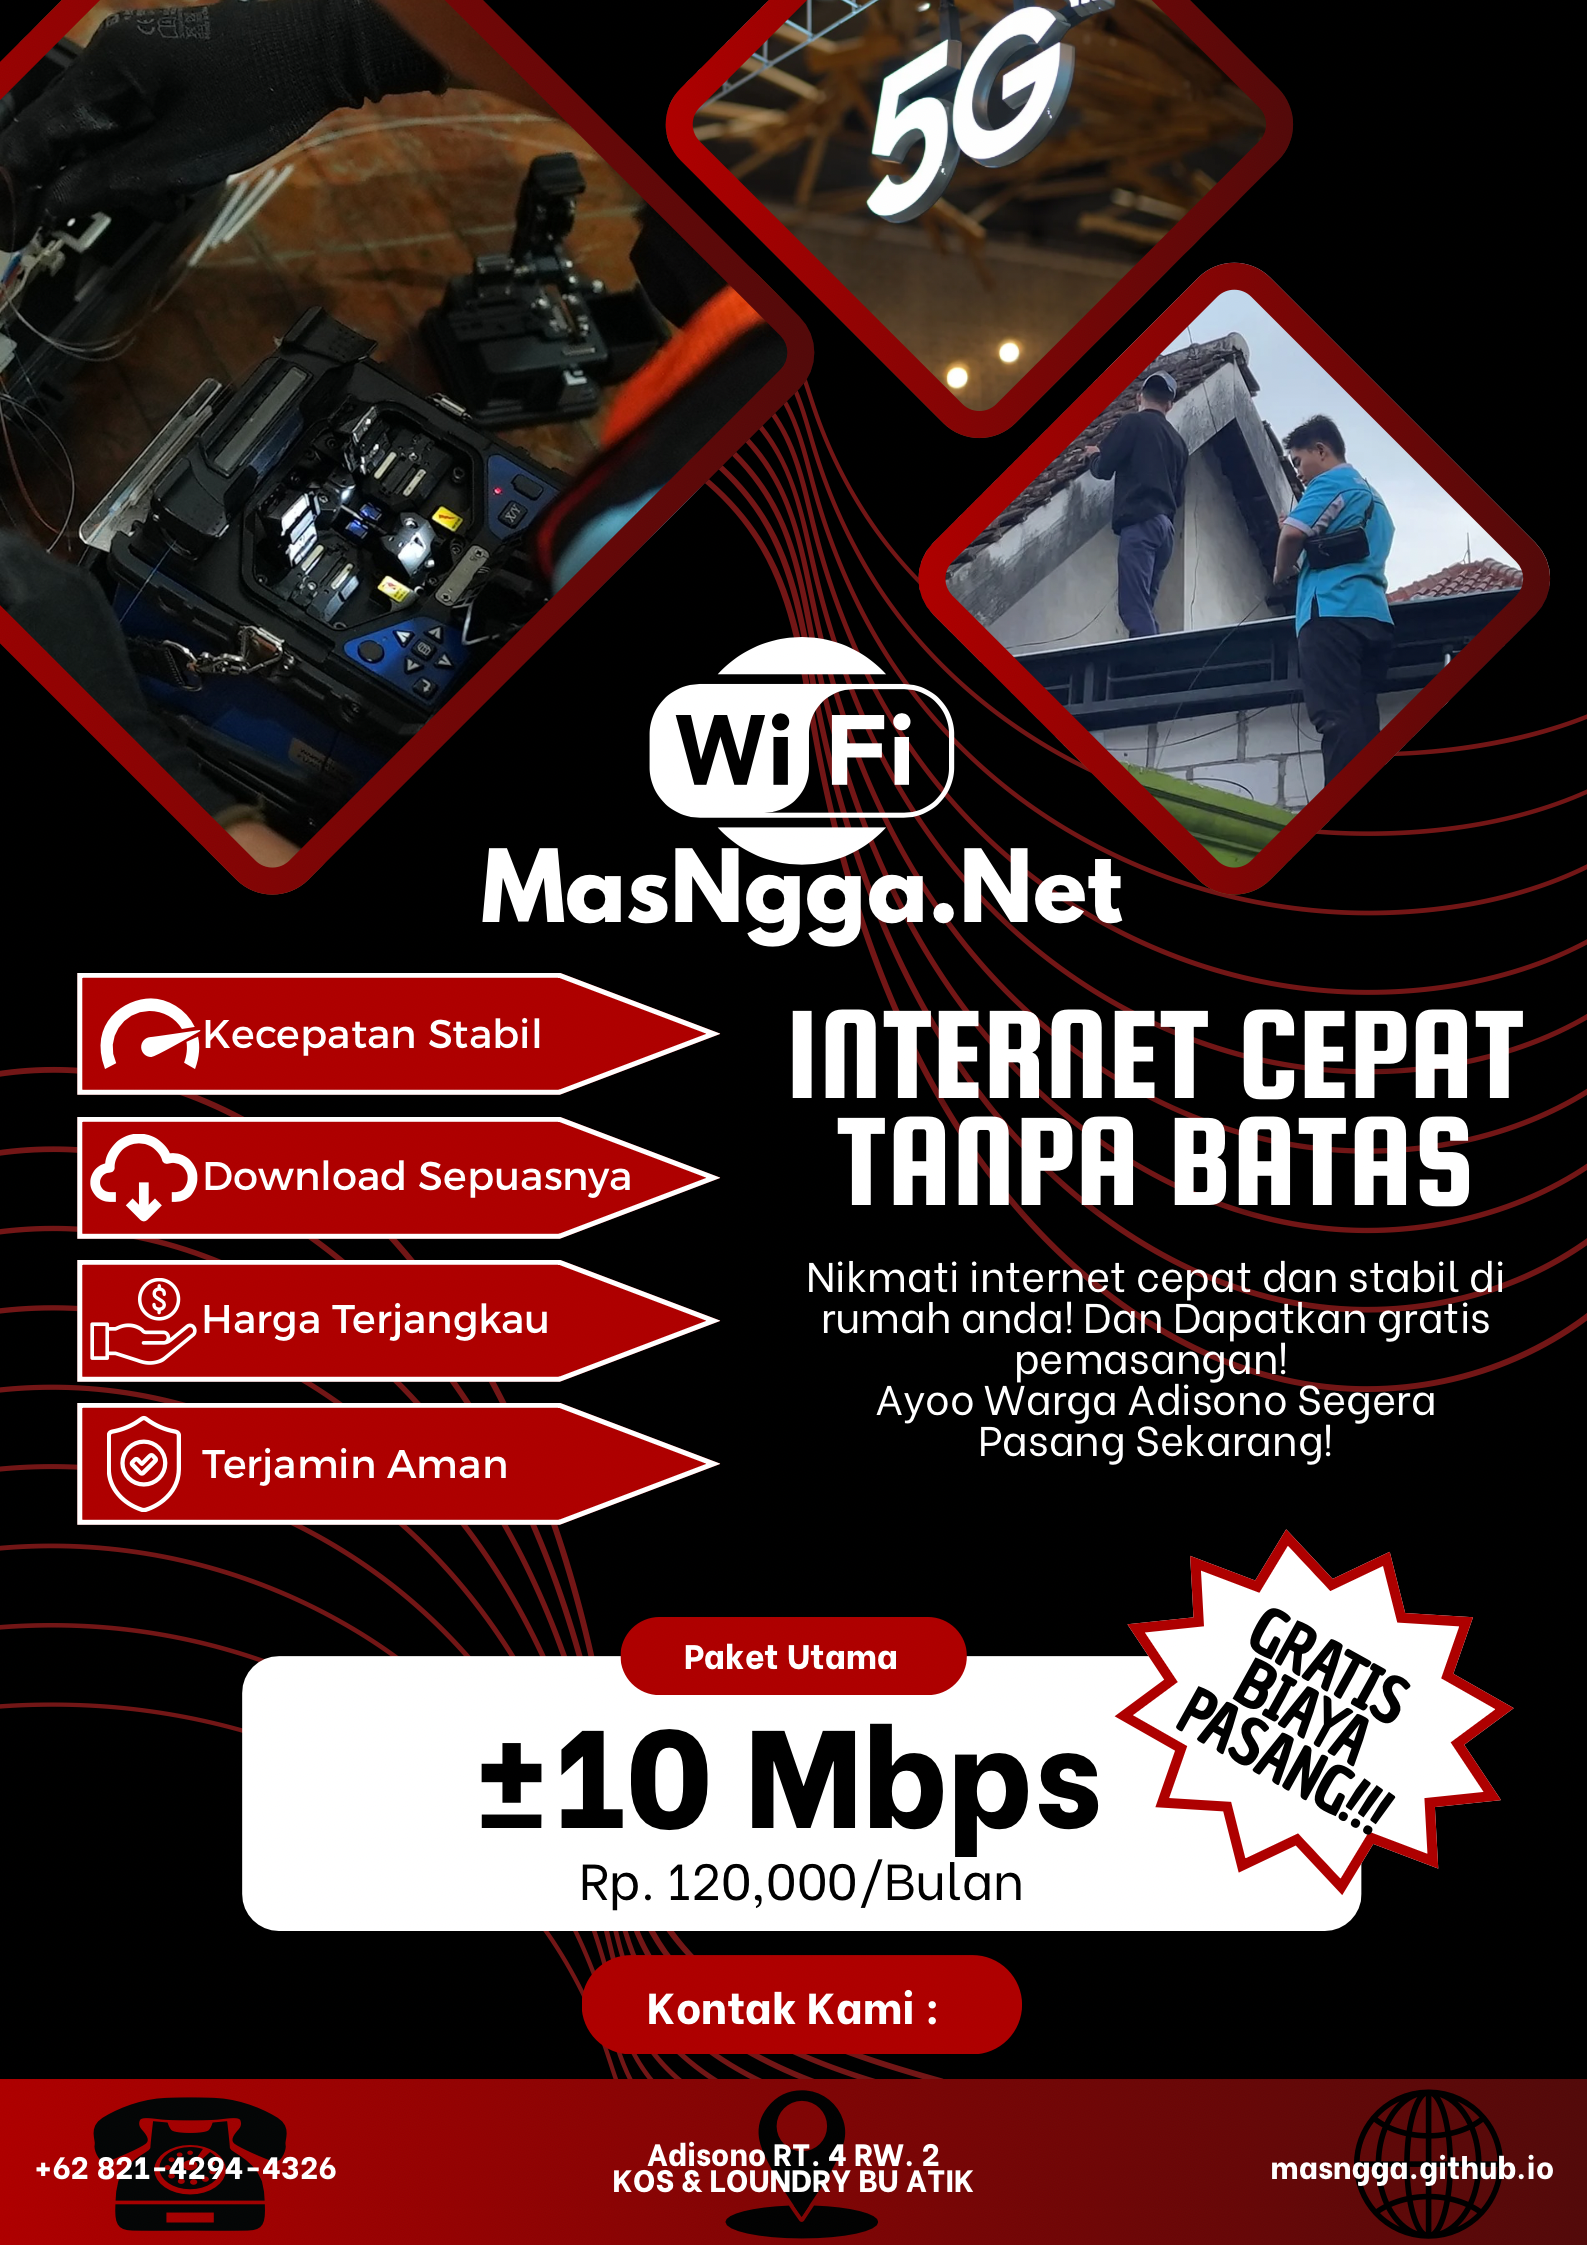 5G
Wi Fi
MasNgga.Net
Kecepatan Stabil
Download Sepuasnya
Harga Terjangkau
Terjamin Aman
INTERNET CEPAT
TANPA BATAS
Nikmati internet cepat dan stabil di
rumah anda! Dan Dapatkan gratis
pemasangan!
Ayoo Warga Adisono Segera
Pasang Sekarang!
GRATIS
BIAYA
PASANG!!!
Paket Utama
±10 Mbps
Rp. 120,000/Bulan
Kontak Kami :
+62 821-4294-4326
Adisono RT. 4 RW. 2
KOS & LOUNDRY BU ATIK
masngga.github.io